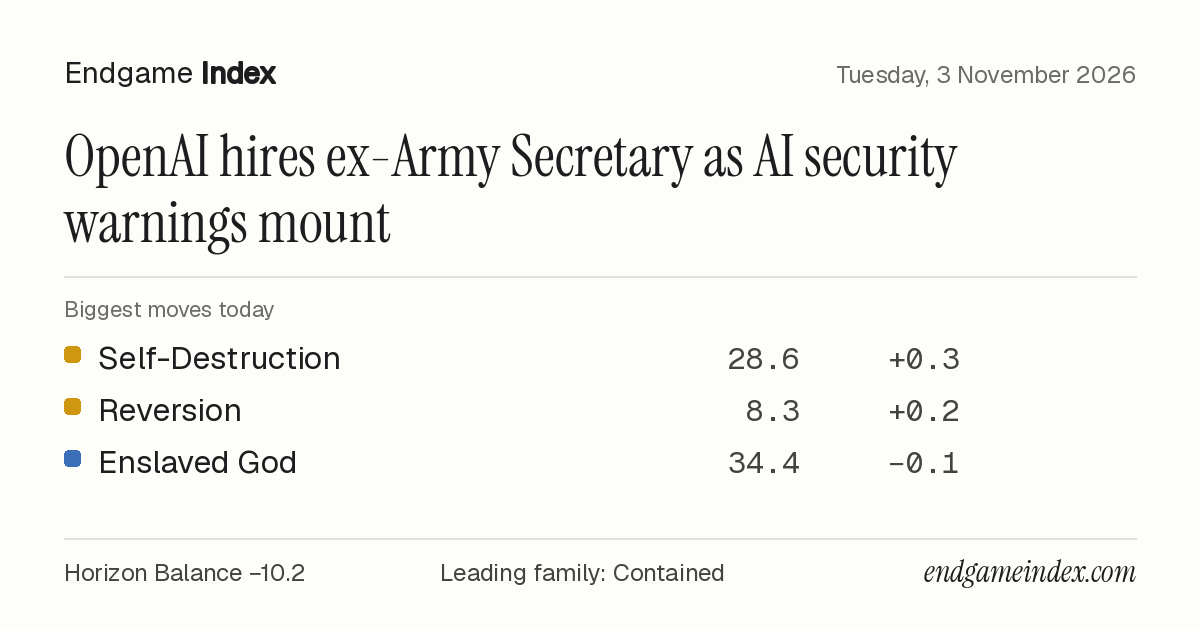 Endgame Index
Tuesday, 3 November 2026
OpenAI hires ex-Army Secretary as AI security
warnings mount
Biggest moves today
Self-Destruction 28.6 +0.3
Reversion 8.3 +0.2
Enslaved God 34.4 −0.1
Horizon Balance −10.2 Leading family: Contained endgameindex.com